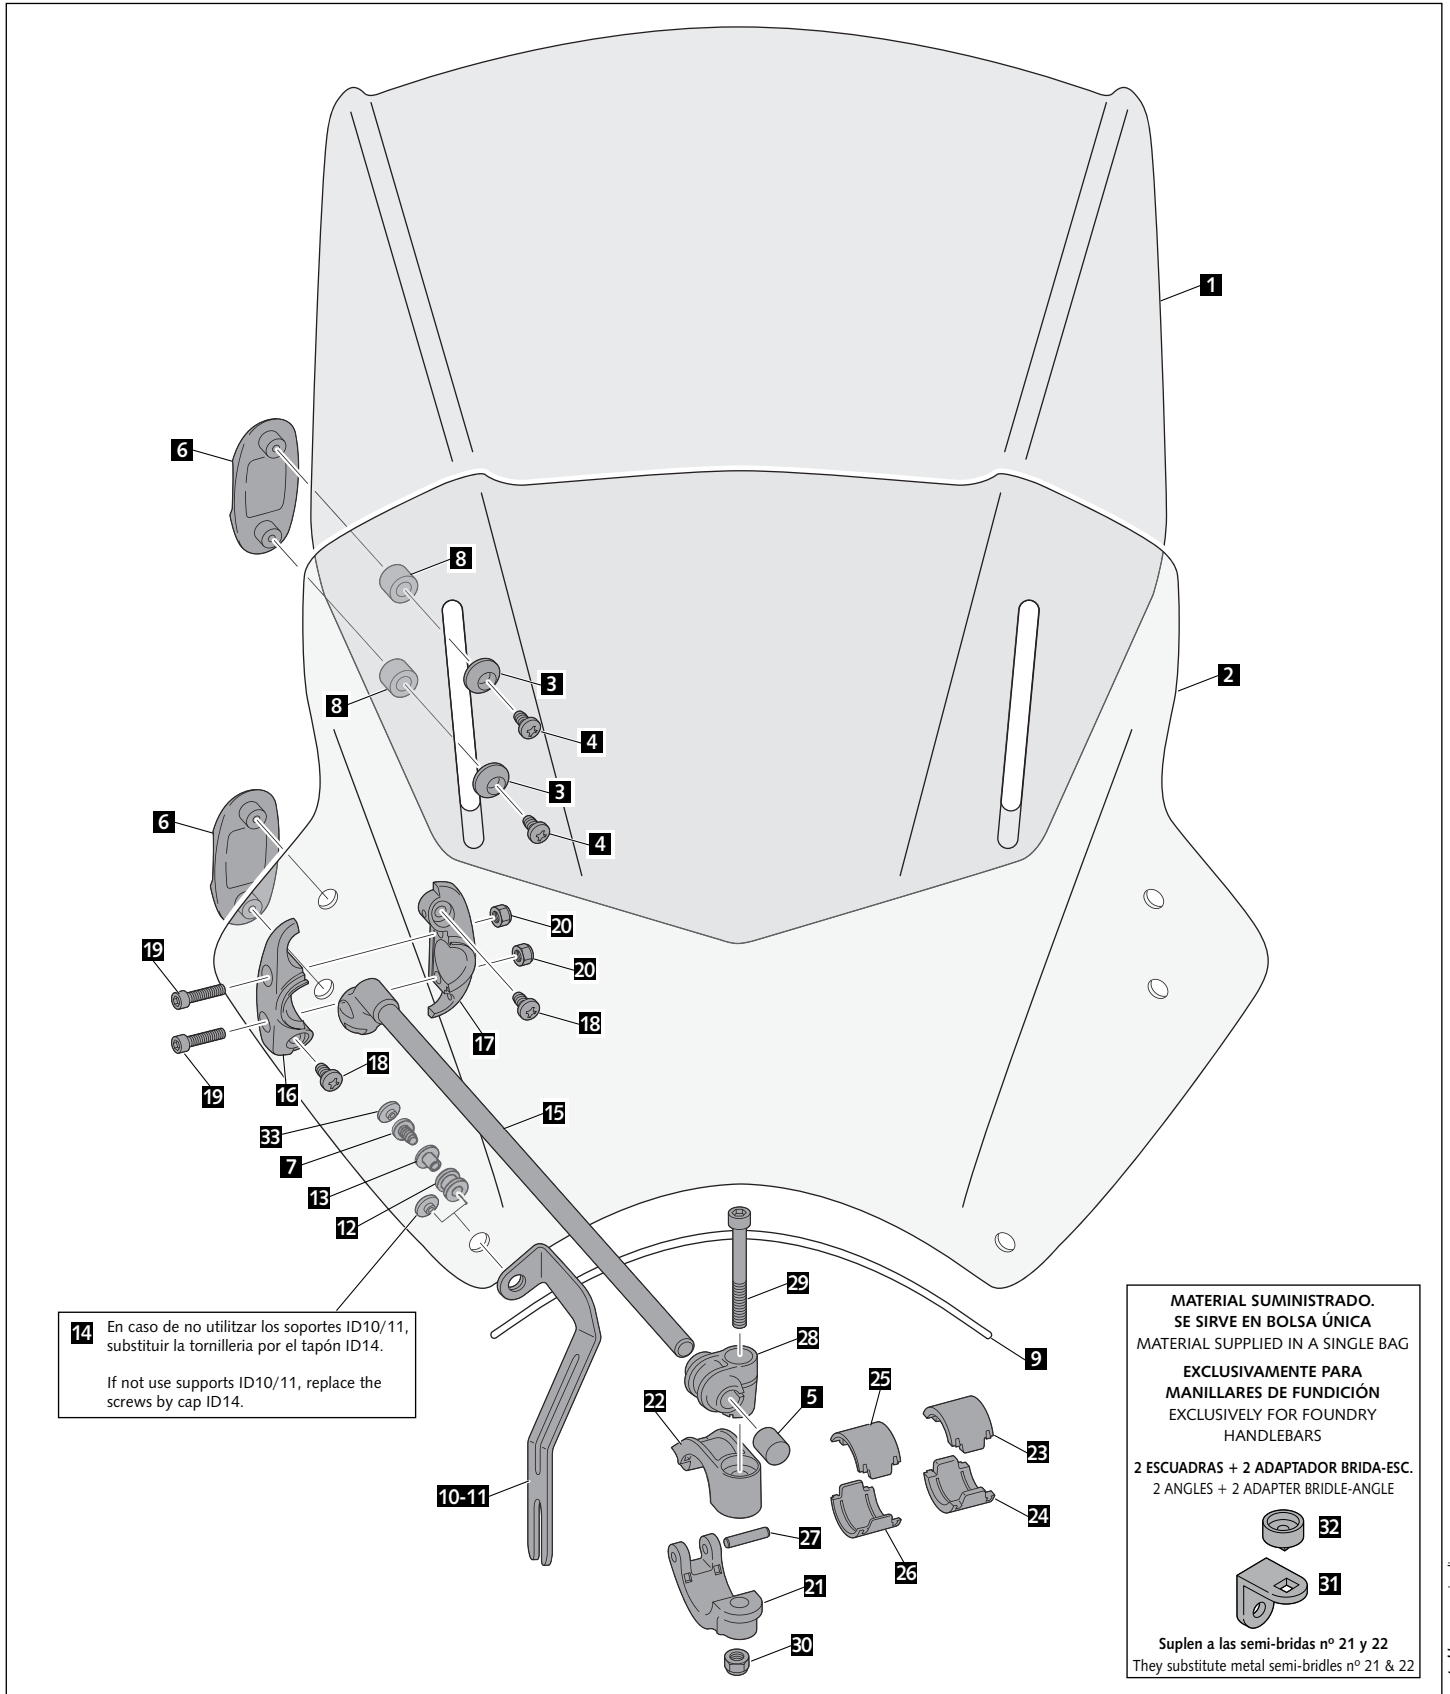 1
6
8
2
3
8
4
3
6
4
20
19
20
18
17
18
16
19
15
33
7
13
12
29
14 En caso de no utilitzar los soportes ID10/11,
substituir la tornilleria por el tapón ID14.
If not use supports ID10/11, replace the
screws by cap ID14.
28
9
25
5
22
23
10-11
24
27
26
21
30
MATERIAL SUMINISTRADO.
SE SIRVE EN BOLSA ÚNICA
MATERIAL SUPPLIED IN A SINGLE BAG
EXCLUSIVAMENTE PARA
MANILLARES DE FUNDICIÓN
EXCLUSIVELY FOR FOUNDRY
HANDLEBARS
2 ESCUADRAS + 2 ADAPTADOR BRIDA-ESC.
2 ANGLES + 2 ADAPTER BRIDLE-ANGLE
32
31
Suplen a las semi-bridas nº 21 y 22
They substitute metal semi-bridles nº 21 & 22